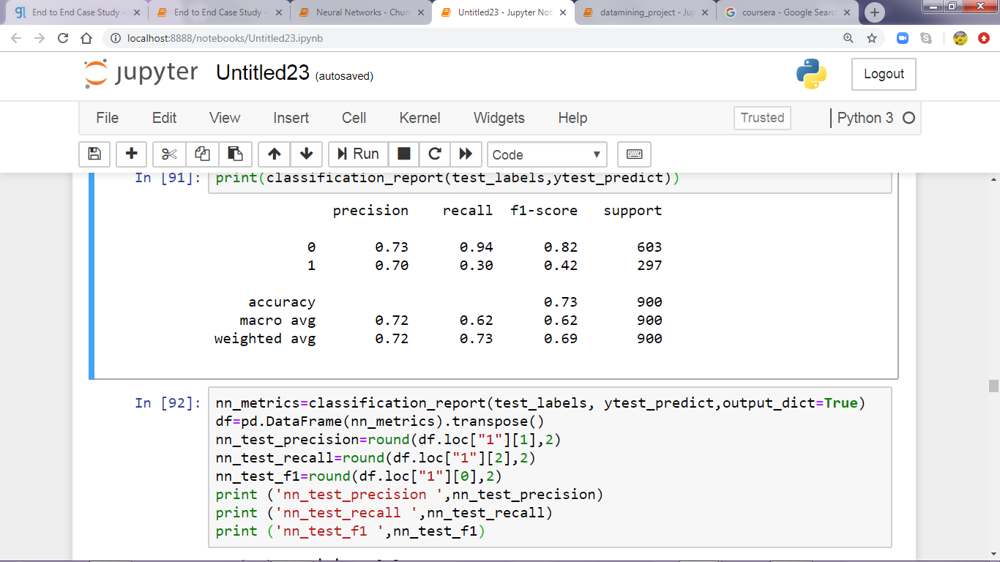 End to End Case Study -
End to End Case Study -
Neural Networks - Chur
Untitled23 - Jupyter Not
datamining_project - Jup
coursera - Google Search
localhost:8888/notebooks/Untitled23.ipynb
jupyter Untitled23 (autosaved)
Logout
File Edit View Insert Cell Kernel Widgets Help
Trusted
Python 3
Run
Code
In [91]: print(classification_report(test_labels,ytest_predict))
precision recall f1-score support
0 0.73 0.94 0.82 603
1 0.70 0.30 0.42 297
accuracy 0.73 900
macro avg 0.72 0.62 0.62 900
weighted avg 0.72 0.73 0.69 900
In [92]: nn_metrics=classification_report(test_labels, ytest_predict,output_dict=True)
df=pd.DataFrame(nn_metrics).transpose()
nn_test_precision=round(df.loc["1"][1],2)
nn_test_recall=round(df.loc["1"][2],2)
nn_test_f1=round(df.loc["1"][0],2)
print ('nn_test_precision ',nn_test_precision)
print ('nn_test_recall ',nn_test_recall)
print ('nn_test_f1 ',nn_test_f1)